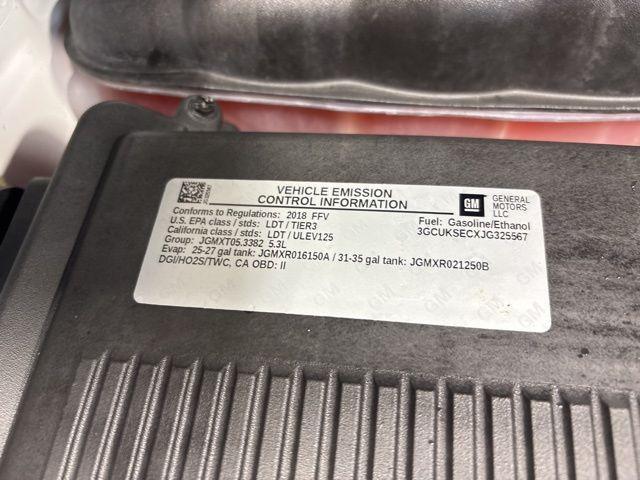 VEHICLE EMISSION
CONTROL INFORMATION
GM
GENERAL
MOTORS
LLC
Conforms to Regulations: 2018 FFV
Fuel: Gasoline/Ethanol
U.S. EPA class / stds: LDT / TIER3
3GCUKSECXJG325567
California class / stds: LDT / ULEV125
Group: JGMXT05.3382 5.3L
Evap: 25-27 gal tank: JGMXR016150A / 31-35 gal tank: JGMXR021250B
DGI/HO2S/TWC, CA OBD: II